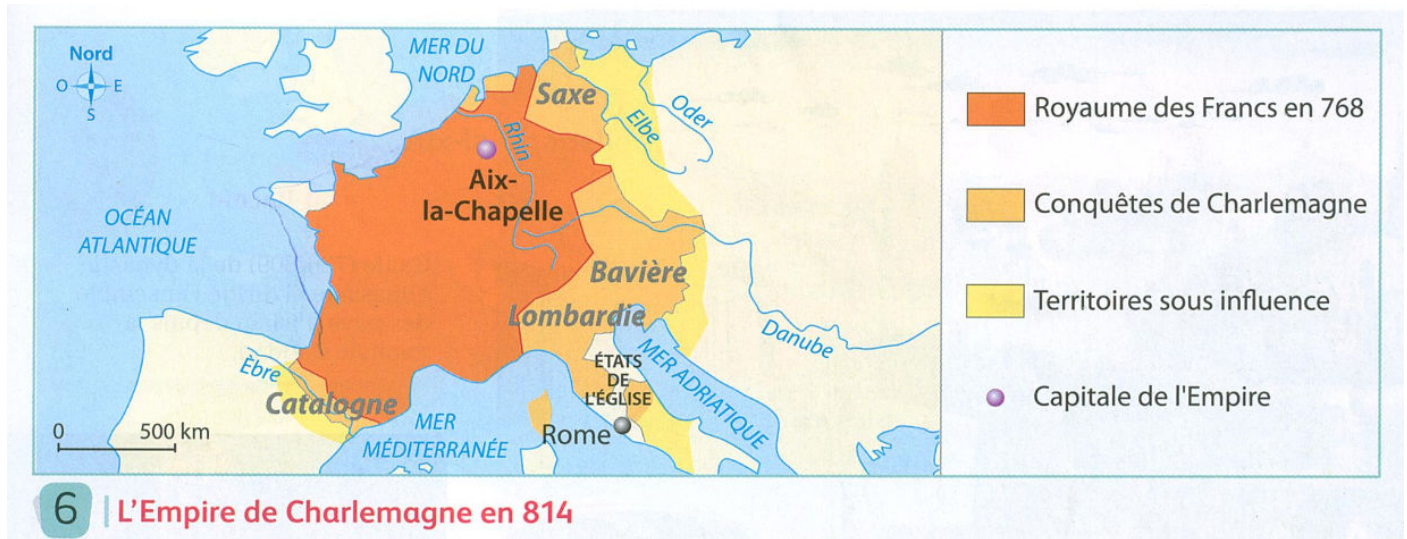 Nord
O
E
S
MER DU
NORD
Saxe
Oder
Elbe
Rhin
Aix-
la-Chapelle
OCÉAN
ATLANTIQUE
Bavière
Lombardie
Danube
Èbre
ÉTATS
DE
L'ÉGLISE
MER ADRIATIQUE
Catalogne
0 500 km
MER
MÉDITERRANÉE
Rome
Royaume des Francs en 768
Conquêtes de Charlemagne
Territoires sous influence
Capitale de l'Empire
6 L'Empire de Charlemagne en 814